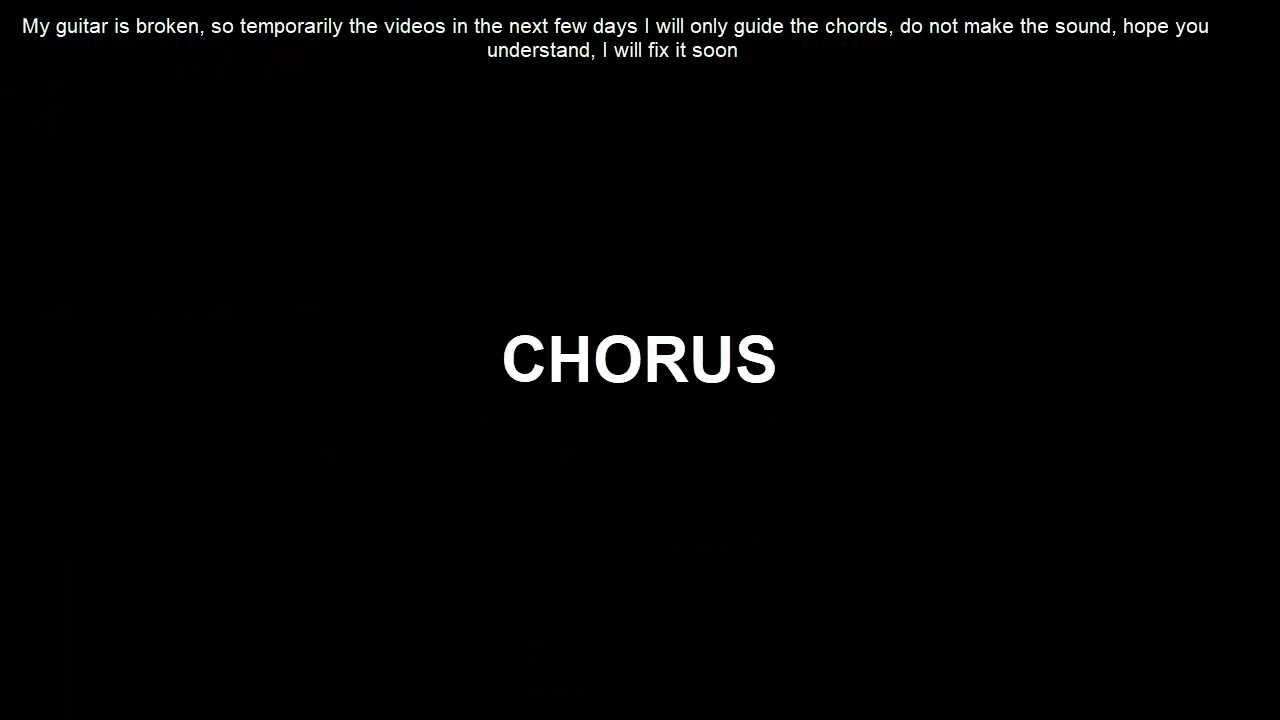 My guitar is broken, so temporarily the videos in the next few days I will only guide the chords, do not make the sound, hope you
understand, I will fix it soon
CHORUS